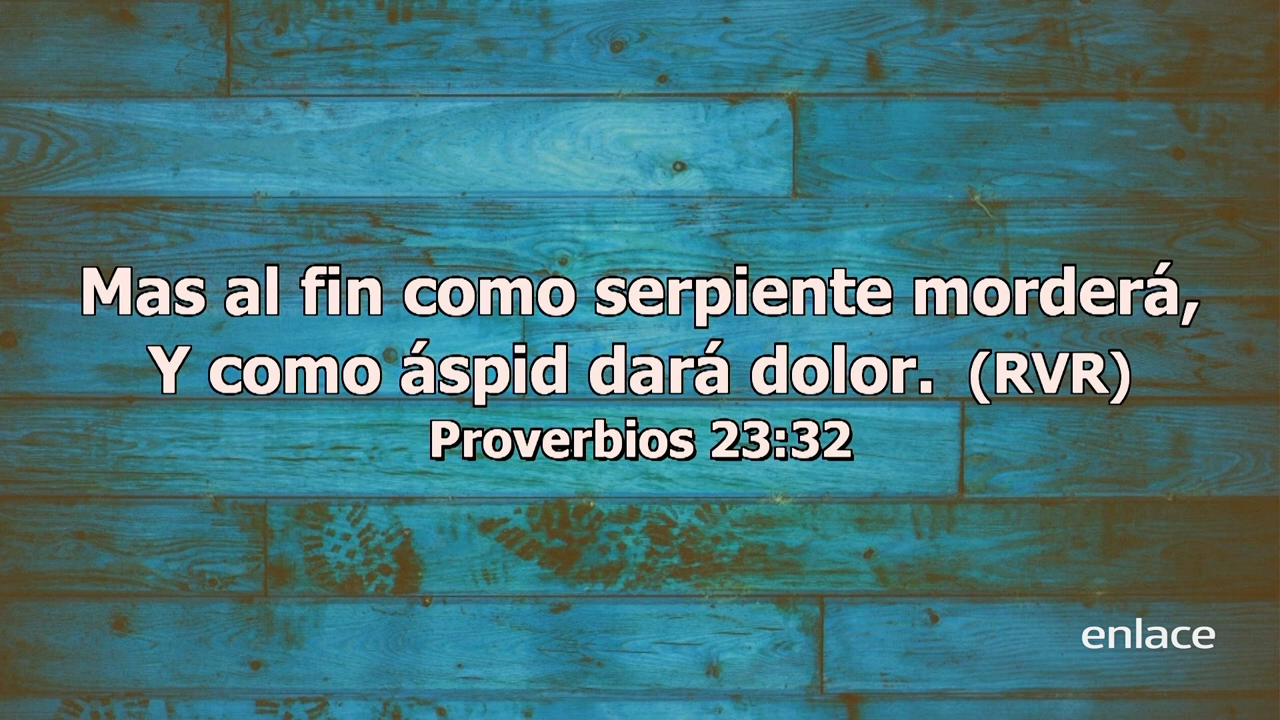 Mas al fin como serpiente morderá,
Y como áspid dará dolor. (RVR)
Proverbios 23:32
enlace